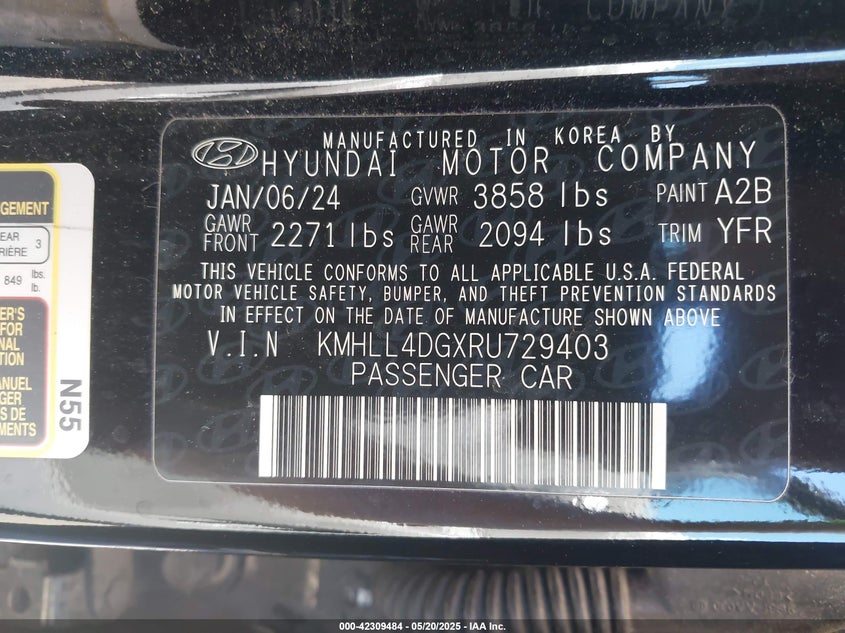 COMPANY
MANUFACTURED IN KOREA BY
HYUNDAI MOTOR COMPANY
JAN/06/24 GVWR 3858 lbs PAINT A2B
GAWR FRONT 2271 lbs GAWR REAR 2094 lbs TRIM YFR
THIS VEHICLE CONFORMS TO ALL APPLICABLE U.S.A. FEDERAL
MOTOR VEHICLE SAFETY, BUMPER, AND THEFT PREVENTION STANDARDS
IN EFFECT ON THE DATE OF MANUFACTURE SHOWN ABOVE
V.I.N KMHLL4DGXRU729403
PASSENGER CAR
3
849 lbs.
lb.
FOR
N55
000-42309484 - 05/20/2025 - IAA Inc.